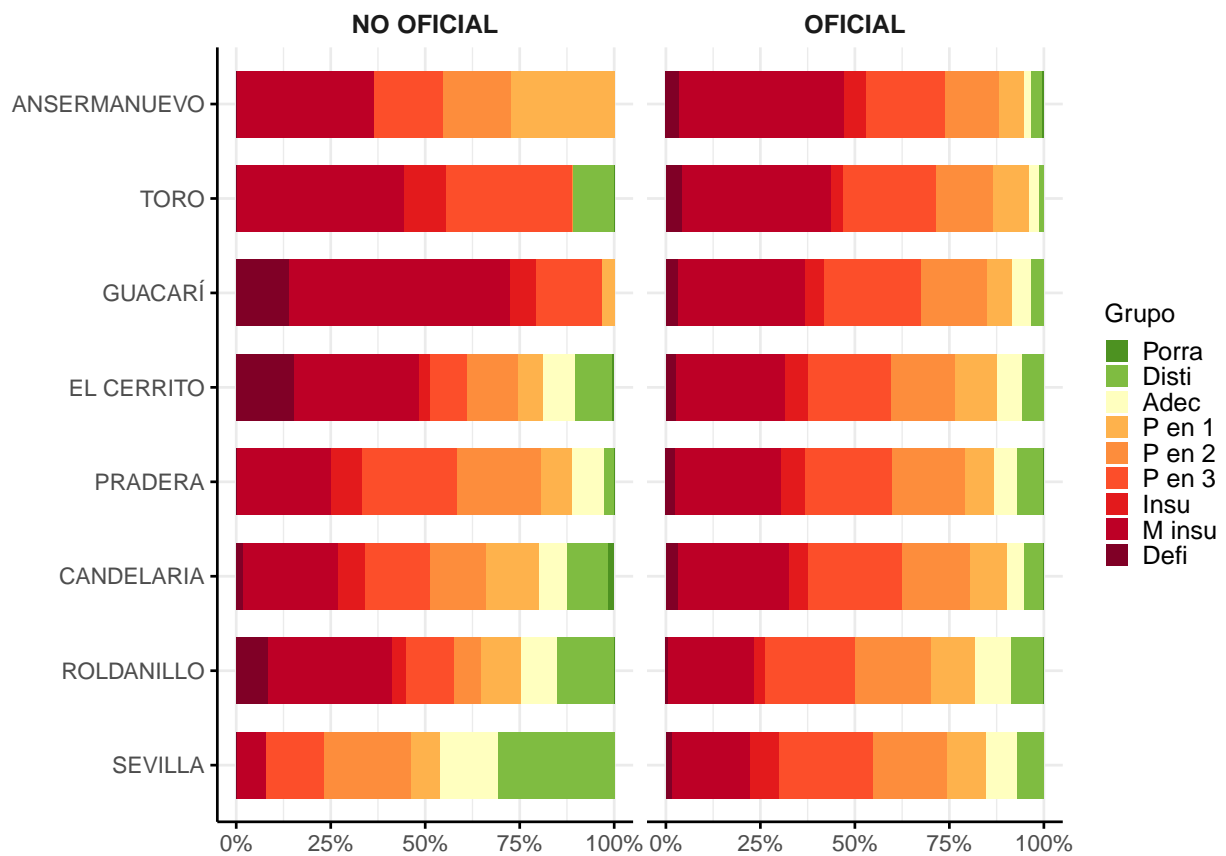 NO OFICIAL
OFICIAL
ANSERMANUEVO
TORO
GUACARÍ
EL CERRITO
PRADERA
CANDELARIA
ROLDANILLO
SEVILLA
0% 25% 50% 75% 100%
0% 25% 50% 75% 100%
Grupo
Porra
Disti
Adec
P en 1
P en 2
P en 3
Insu
M insu
Defi